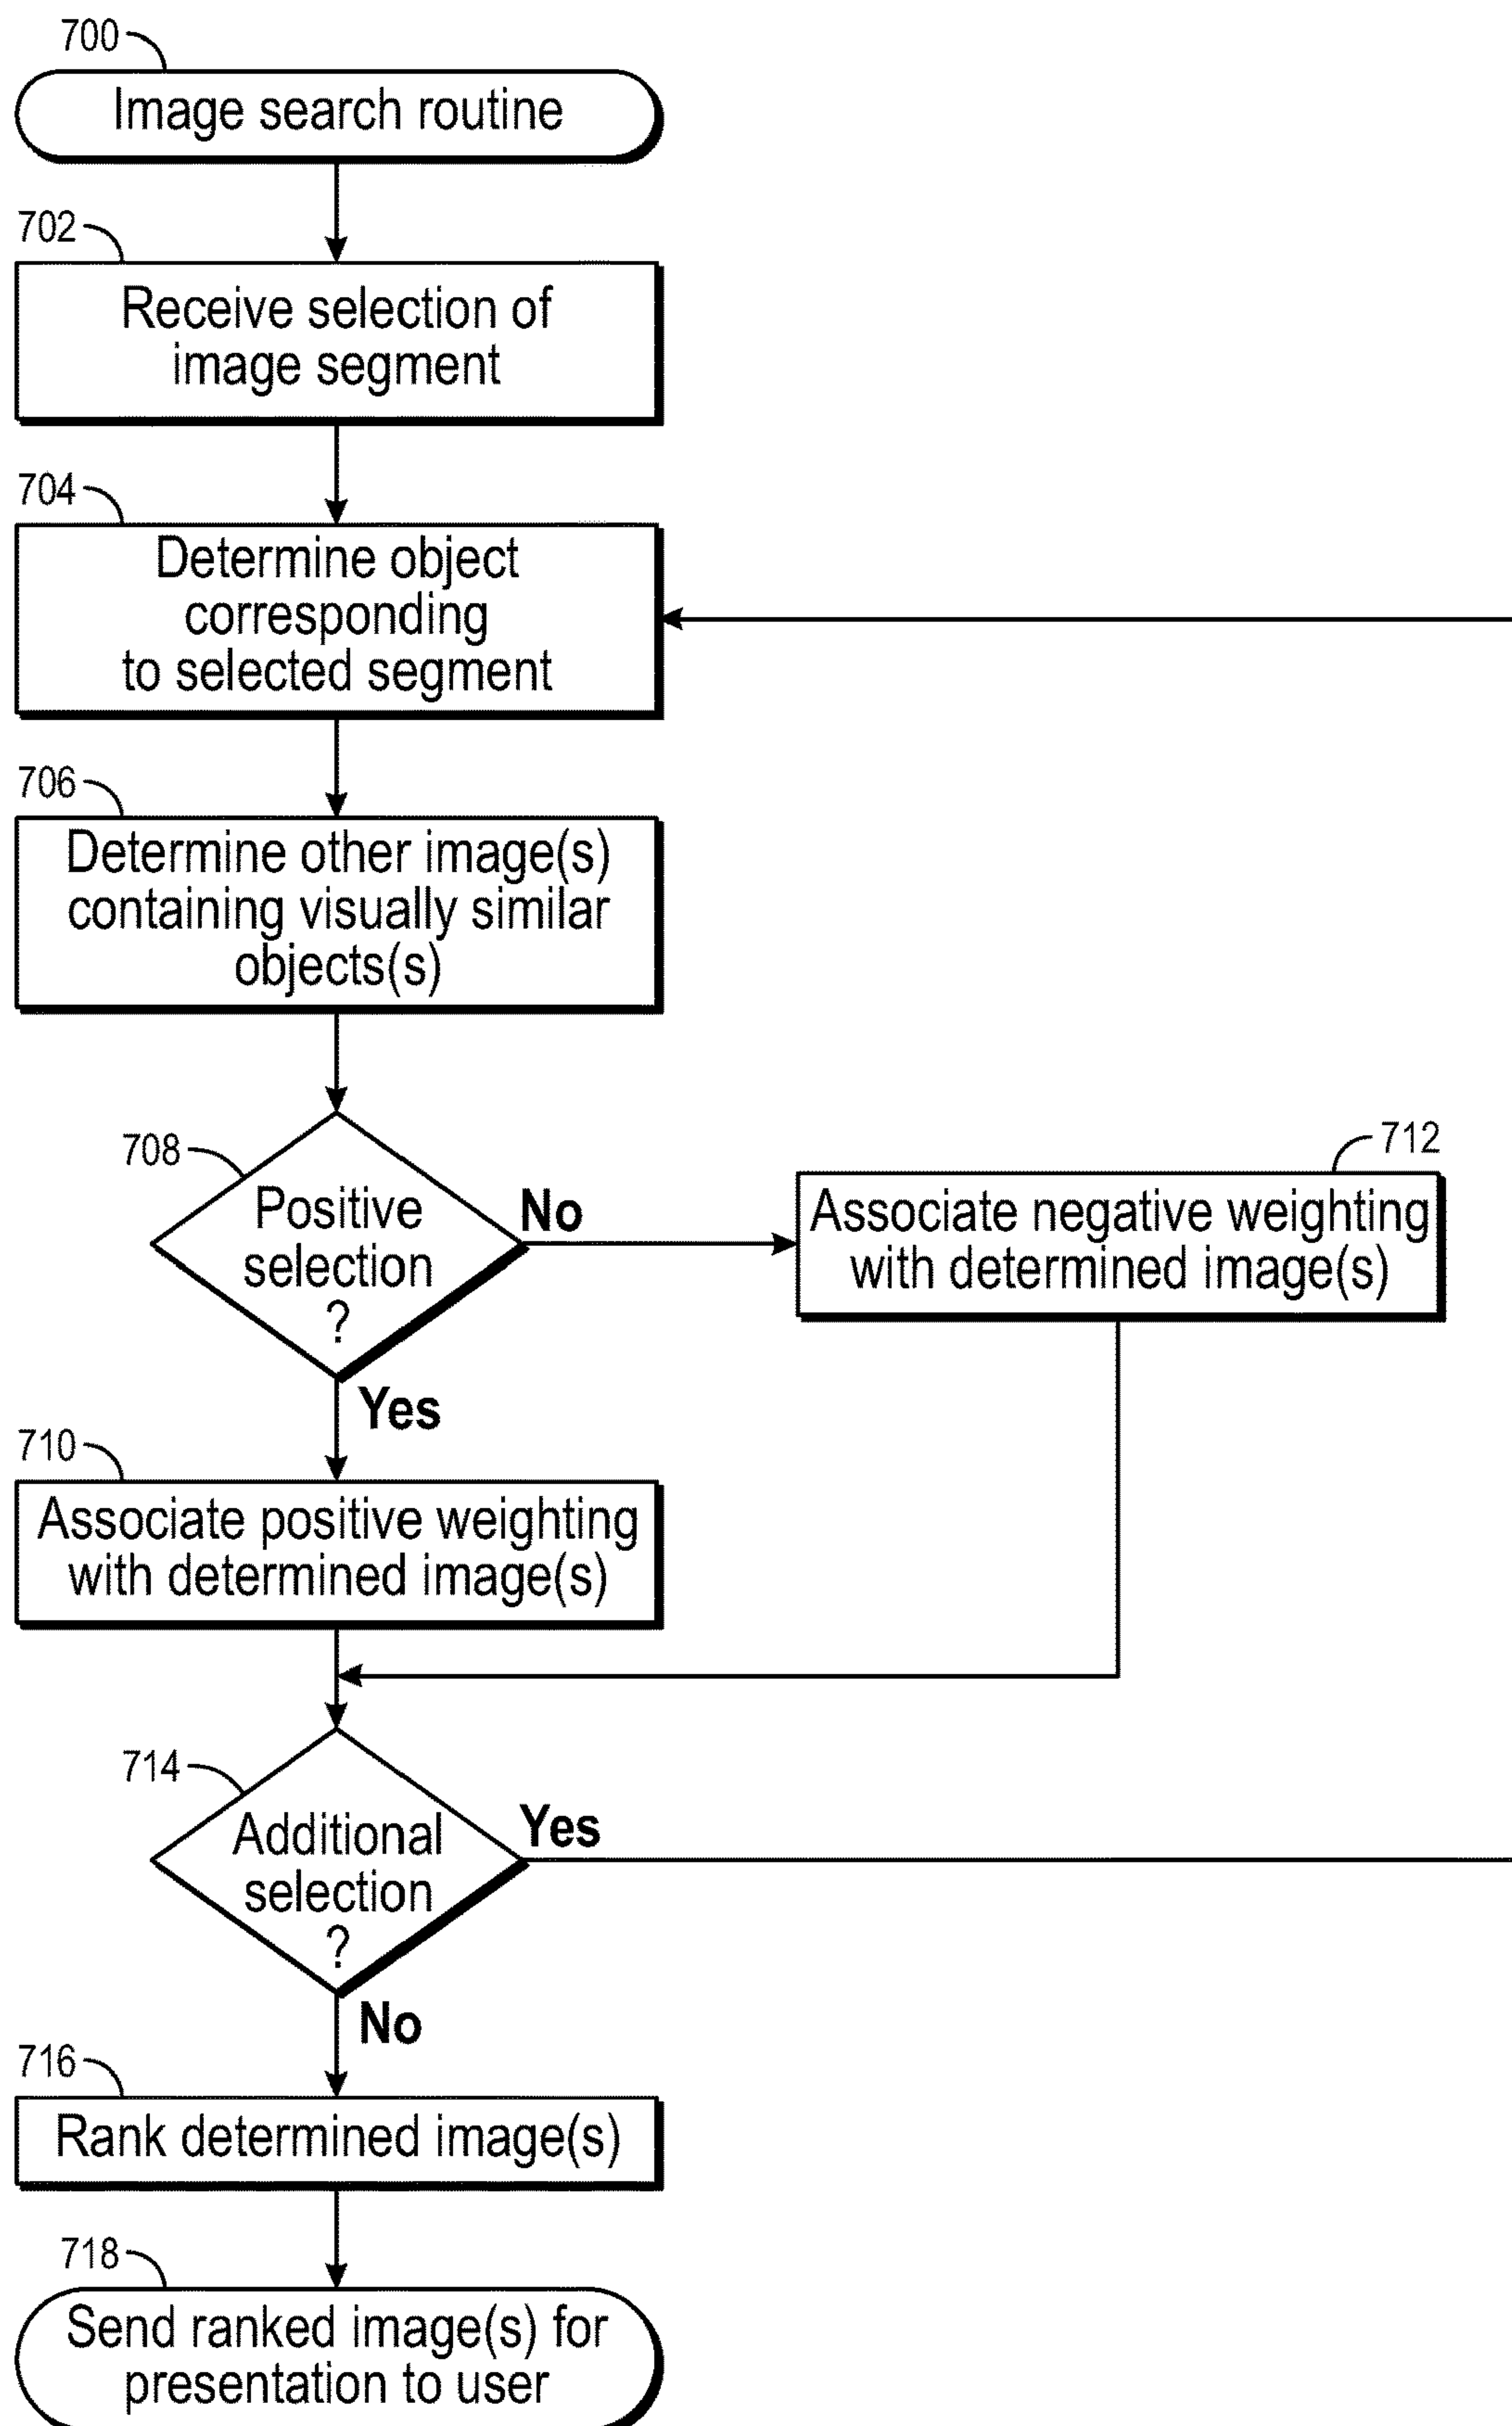 700
Image search routine
702
Receive selection of
image segment
704
Determine object
corresponding
to selected segment
706
Determine other image(s)
containing visually similar
objects(s)
708
Positive
selection
?
No
712
Associate negative weighting
with determined image(s)
Yes
710
Associate positive weighting
with determined image(s)
714
Additional
selection
?
Yes
No
716
Rank determined image(s)
718
Send ranked image(s) for
presentation to user